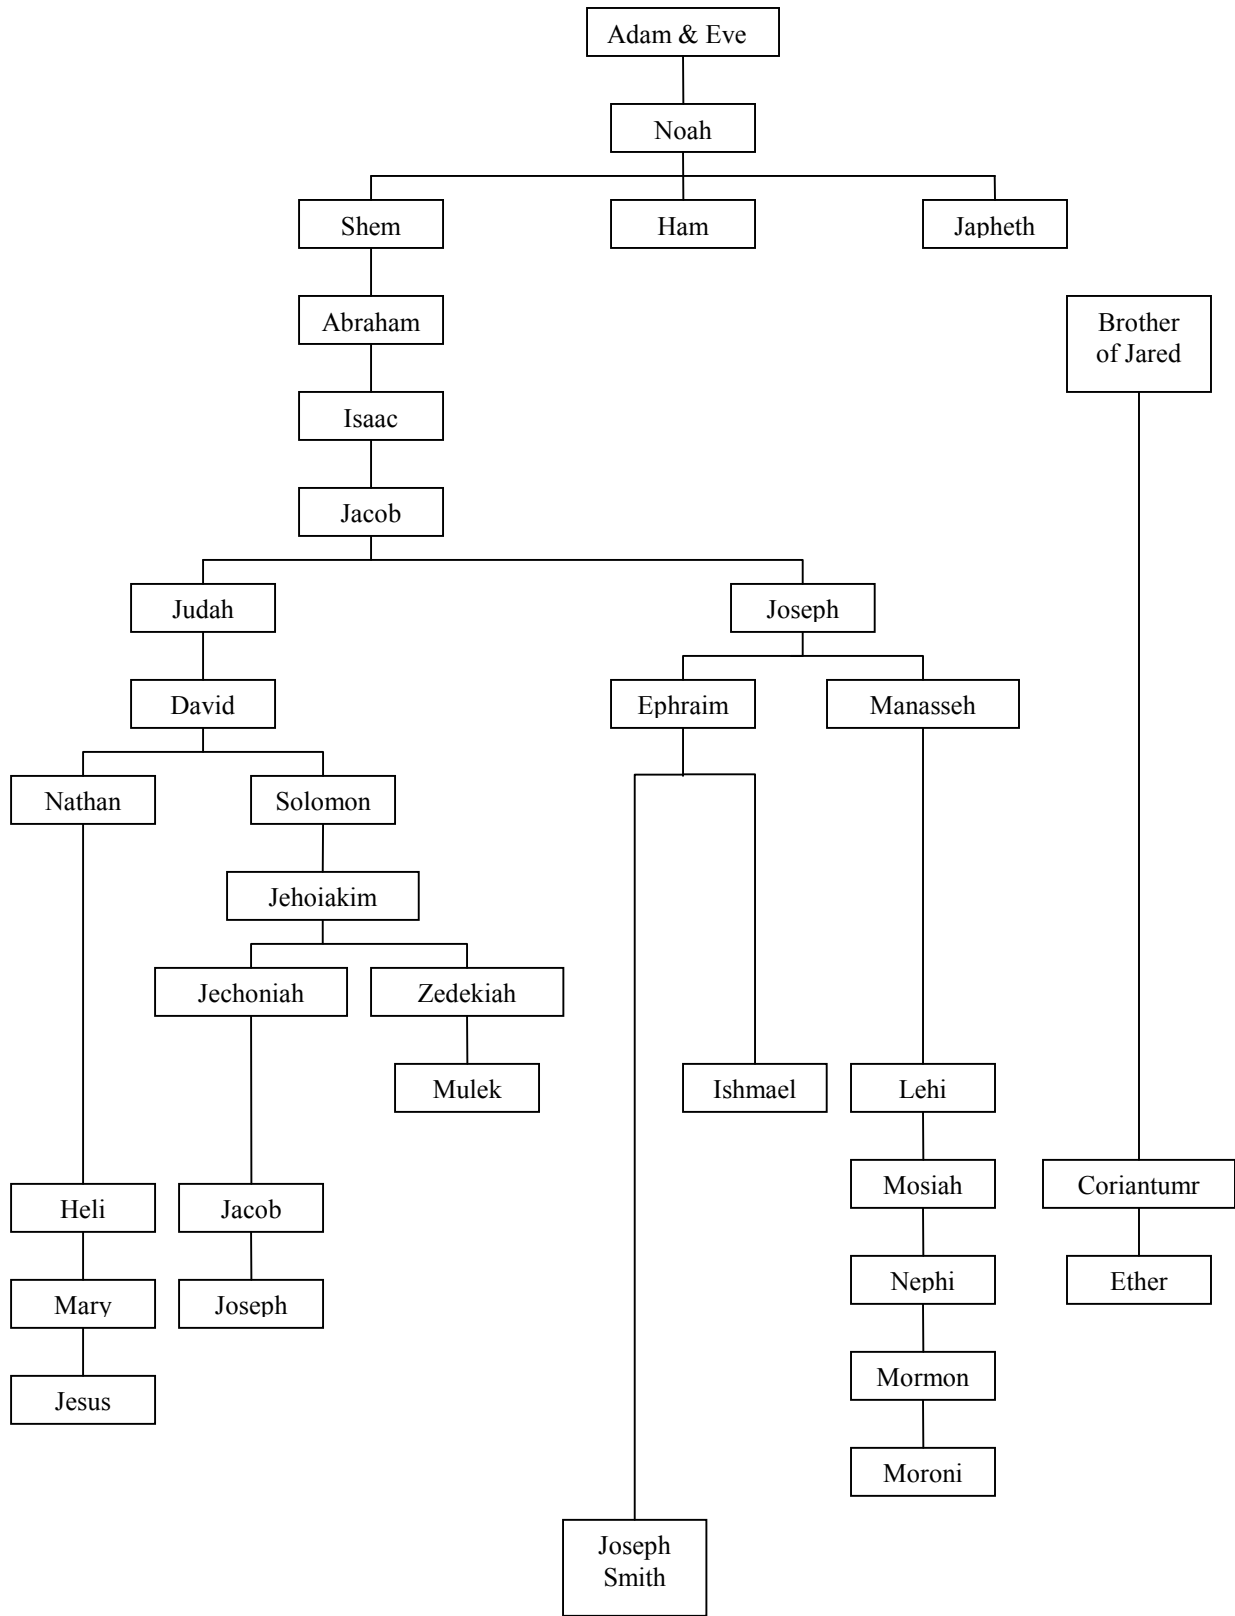 Adam & Eve
Noah
Shem
Ham
Japheth
Abraham
Brother
of Jared
Isaac
Jacob
Judah
Joseph
David
Ephraim
Manasseh
Nathan
Solomon
Jehoiakim
Jechoniah
Zedekiah
Mulek
Ishmael
Lehi
Heli
Jacob
Mosiah
Coriantumr
Mary
Joseph
Nephi
Ether
Jesus
Mormon
Moroni
Joseph
Smith